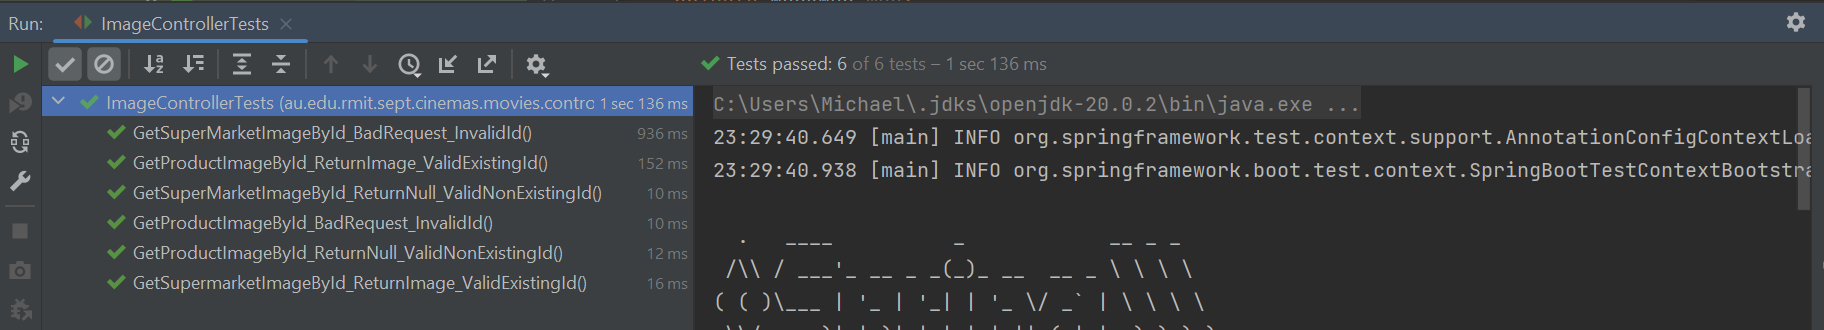 Run: ImageControllerTests
Tests passed: 6 of 6 tests – 1 sec 136 ms
ImageControllerTests (au.edu.rmit.sept.cinemas.movies.contro 1 sec 136 ms
GetSuperMarketImageById_BadRequest_InvalidId() 936 ms
GetProductImageById_ReturnImage_ValidExistingId() 152 ms
GetSuperMarketImageById_ReturnNull_ValidNonExistingId() 10 ms
GetProductImageById_BadRequest_InvalidId() 10 ms
GetProductImageById_ReturnNull_ValidNonExistingId() 12 ms
GetSupermarketImageById_ReturnImage_ValidExistingId() 16 ms
C:\Users\Michael\.jdks\openjdk-20.0.2\bin\java.exe ...
23:29:40.649 [main] INFO org.springframework.test.context.support.AnnotationConfigContextLoa
23:29:40.938 [main] INFO org.springframework.boot.test.context.SpringBootTestContextBootstra